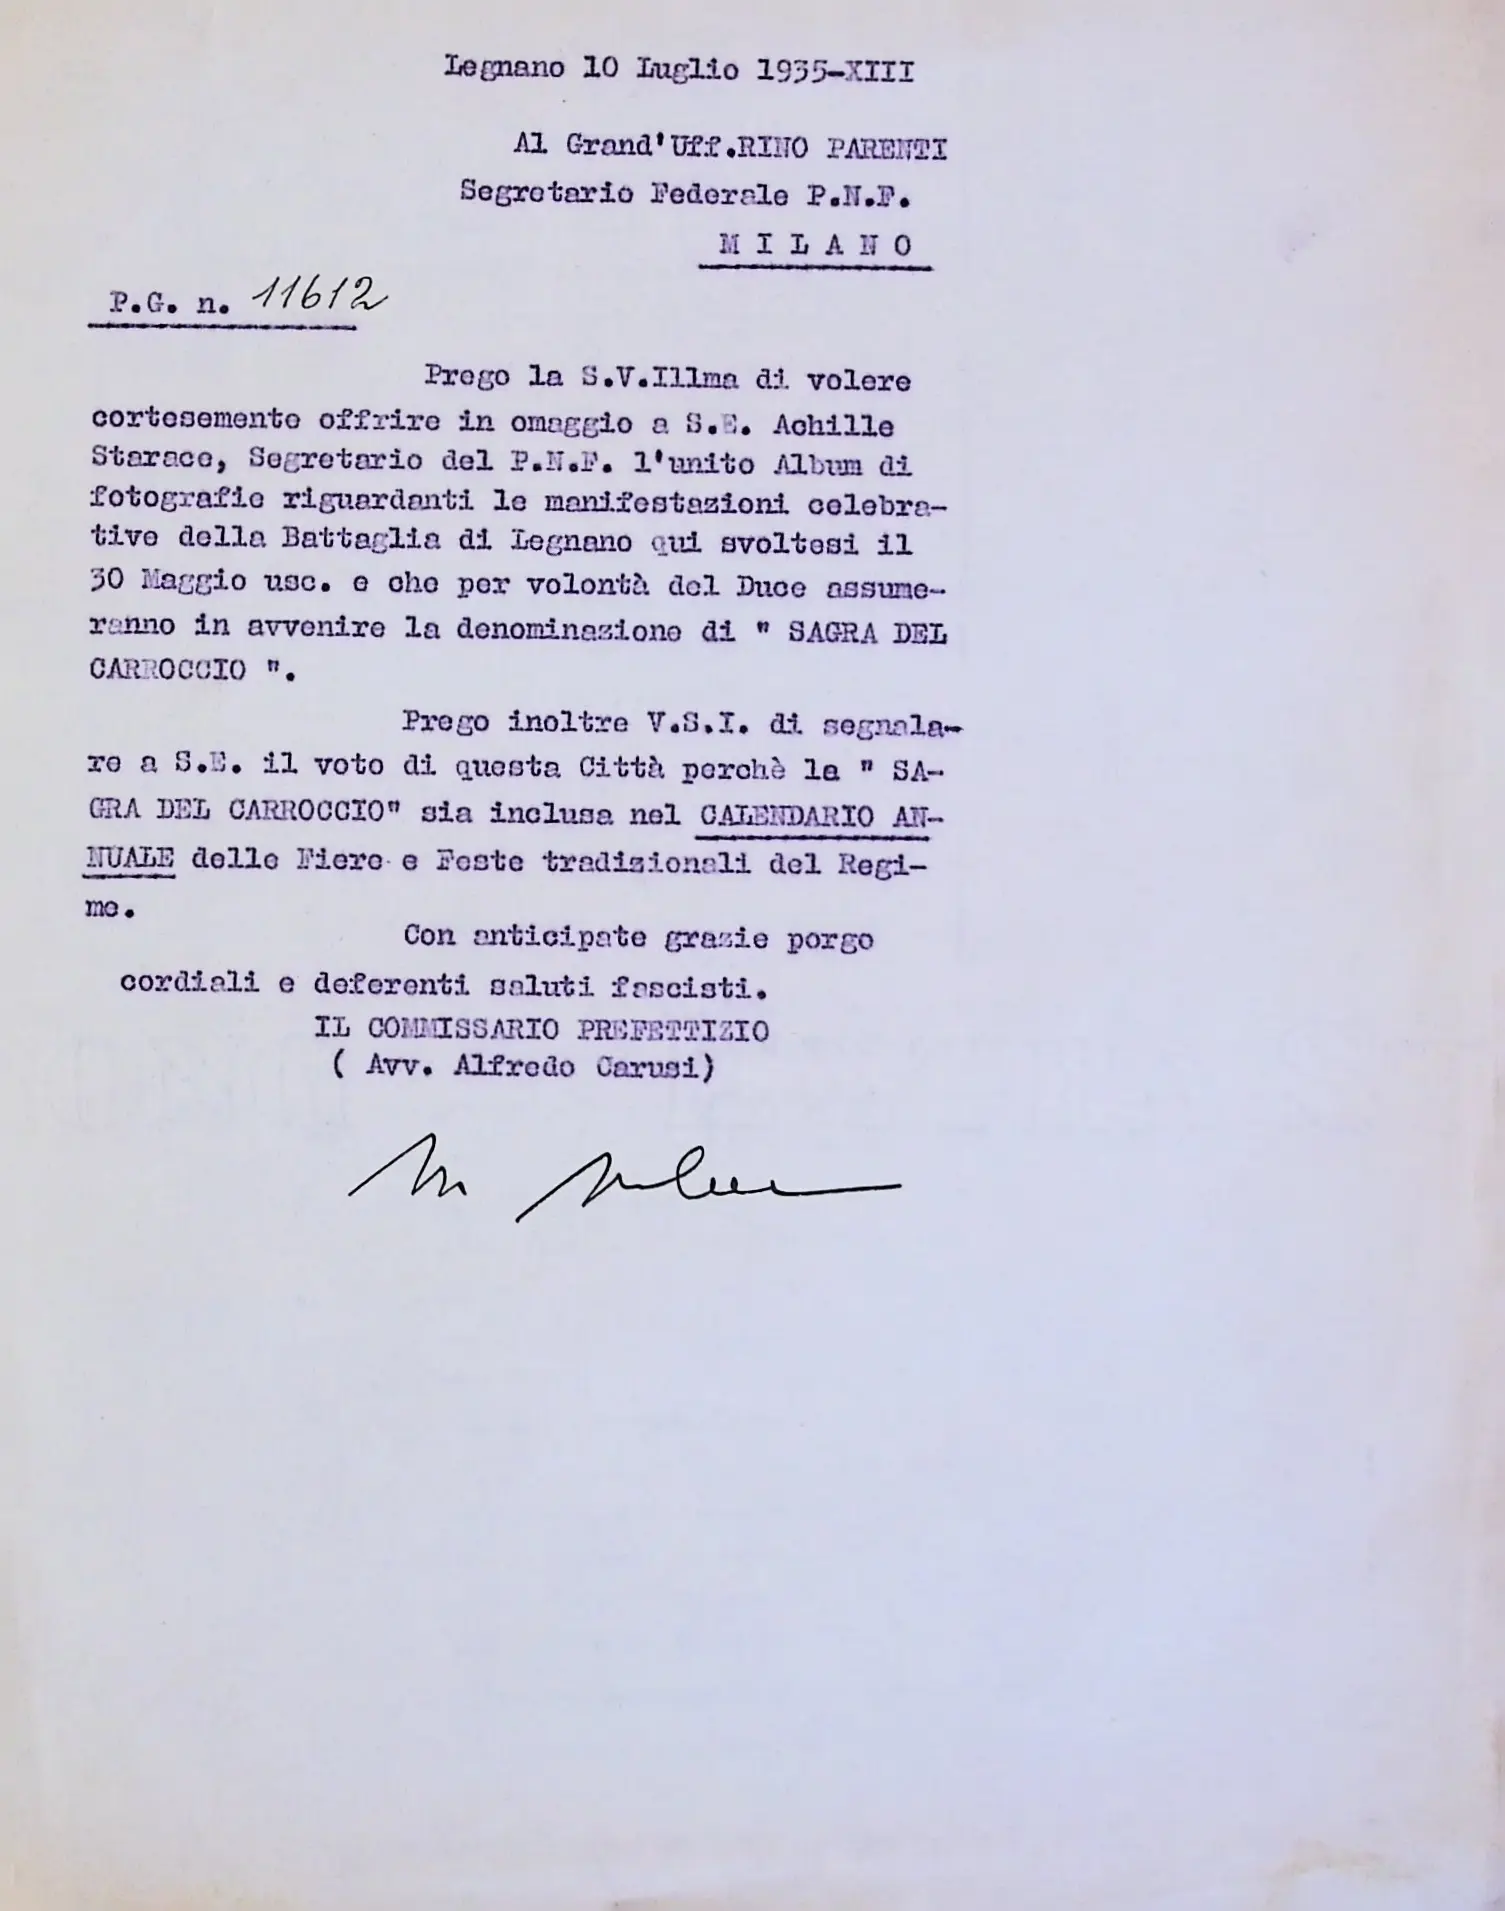 Legnano 10 Luglio 1935-XIII
Al Grand'Uff.RINO PARENTI
Segretario Federale P.N.F.
M I L A N O
P.G. n. 11612
Prego la S.V.Illma di volere
cortesemente offrire in omaggio a S.E. Achille
Starace, Segretario del P.N.F. l'unito Album di
fotografie riguardanti le manifestazioni celebra-
tive della Battaglia di Legnano qui svoltesi il
30 Maggio usc. e che per volontà del Duce assume-
ranno in avvenire la denominazione di " SAGRA DEL
CARROCCIO ".
Prego inoltre V.S.I. di segnala-
re a S.E. il voto di questa Città perchè la " SA-
GRA DEL CARROCCIO" sia inclusa nel CALENDARIO AN-
NUALE delle Fiere e Feste tradizionali del Regi-
me.
Con anticipate grazie porgo
cordiali e deferenti saluti fascisti.
IL COMMISSARIO PREFETTIZIO
( Avv. Alfredo Carusi)